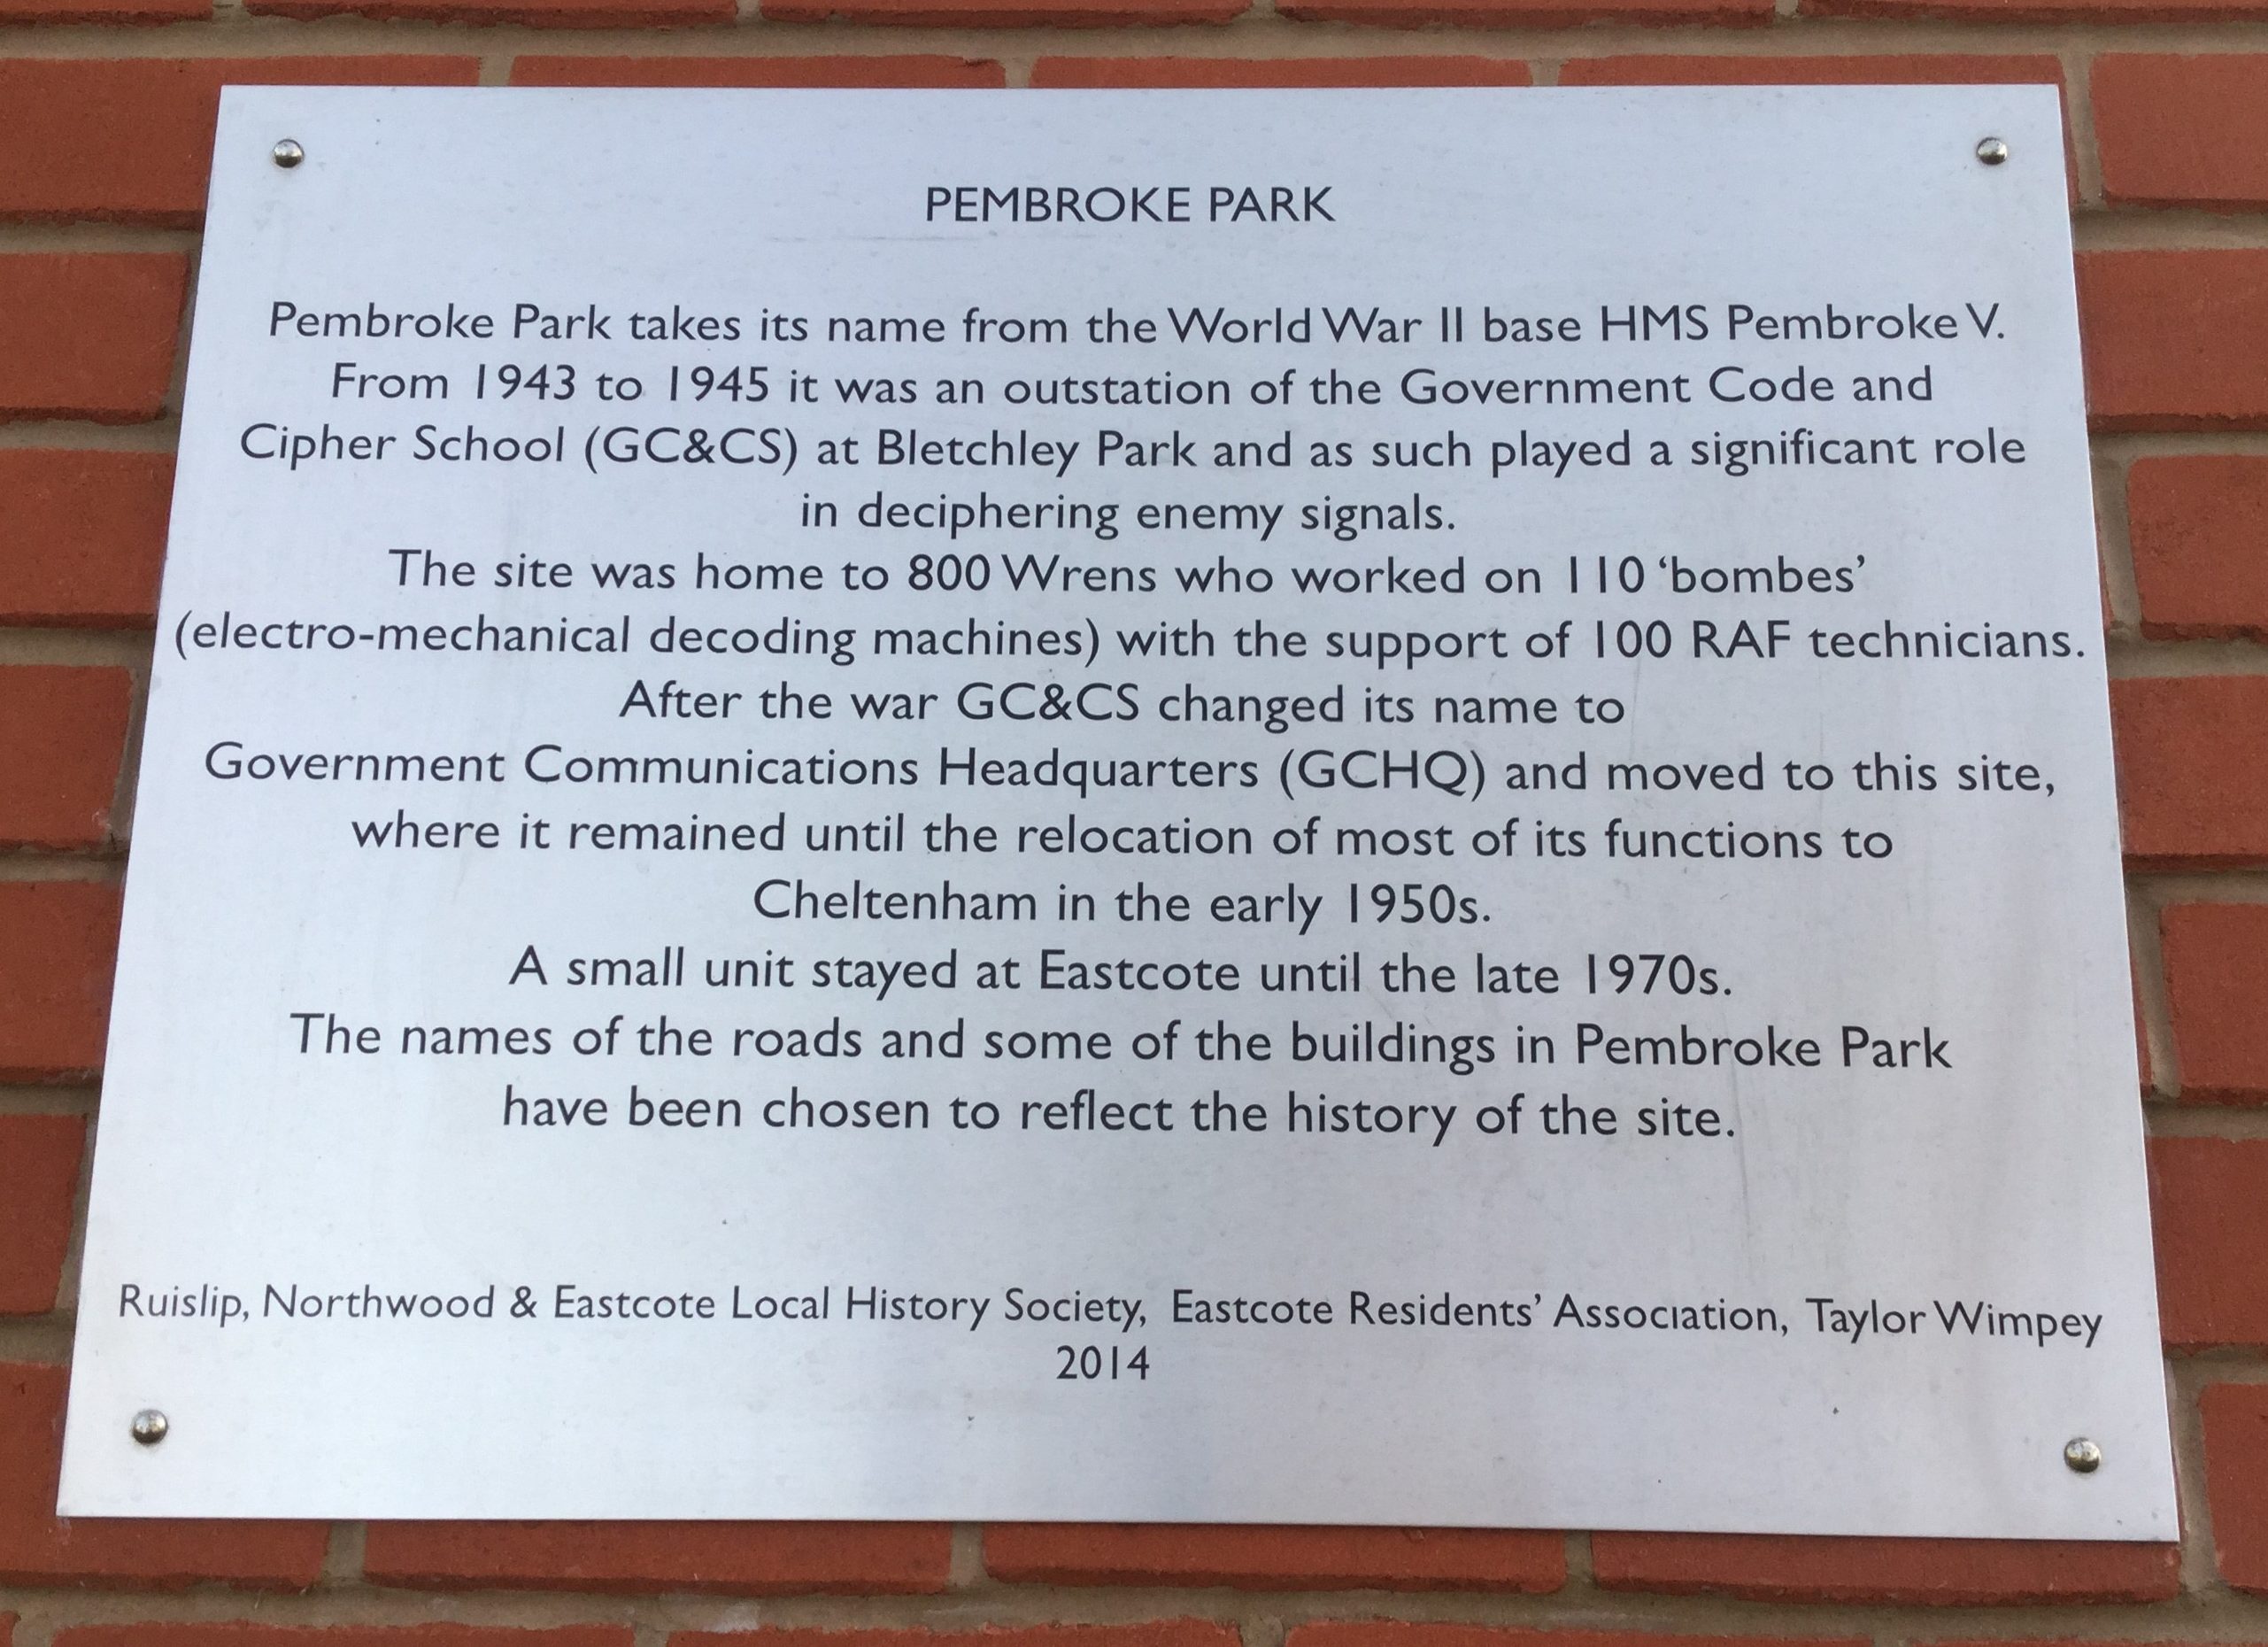 PEMBROKE PARK
Pembroke Park takes its name from the World War II base HMS Pembroke V.
From 1943 to 1945 it was an outstation of the Government Code and
Cipher School (GC&CS) at Bletchley Park and as such played a significant role
in deciphering enemy signals.
The site was home to 800 Wrens who worked on 110 ‘bombes’
(electro-mechanical decoding machines) with the support of 100 RAF technicians.
After the war GC&CS changed its name to
Government Communications Headquarters (GCHQ) and moved to this site,
where it remained until the relocation of most of its functions to
Cheltenham in the early 1950s.
A small unit stayed at Eastcote until the late 1970s.
The names of the roads and some of the buildings in Pembroke Park
have been chosen to reflect the history of the site.
Ruislip, Northwood & Eastcote Local History Society, Eastcote Residents’ Association, Taylor Wimpey
2014